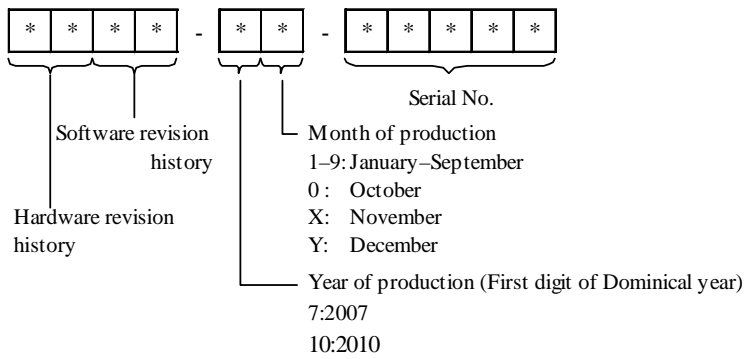 * * * * - * * - * * * * *
Serial No.
Software revision
history
Month of production
1–9: January–September
0 : October
X: November
Y: December
Hardware revision
history
Year of production (First digit of Dominical year)
7:2007
10:2010